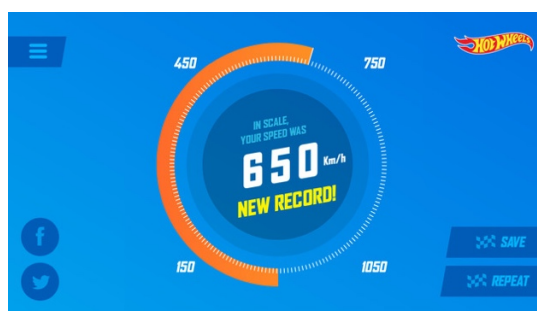 450
750
HOT WHEELS
IN SCALE,
YOUR SPEED WAS
650 Km/h
NEW RECORD!
f
SAVE
150
1050
REPEAT